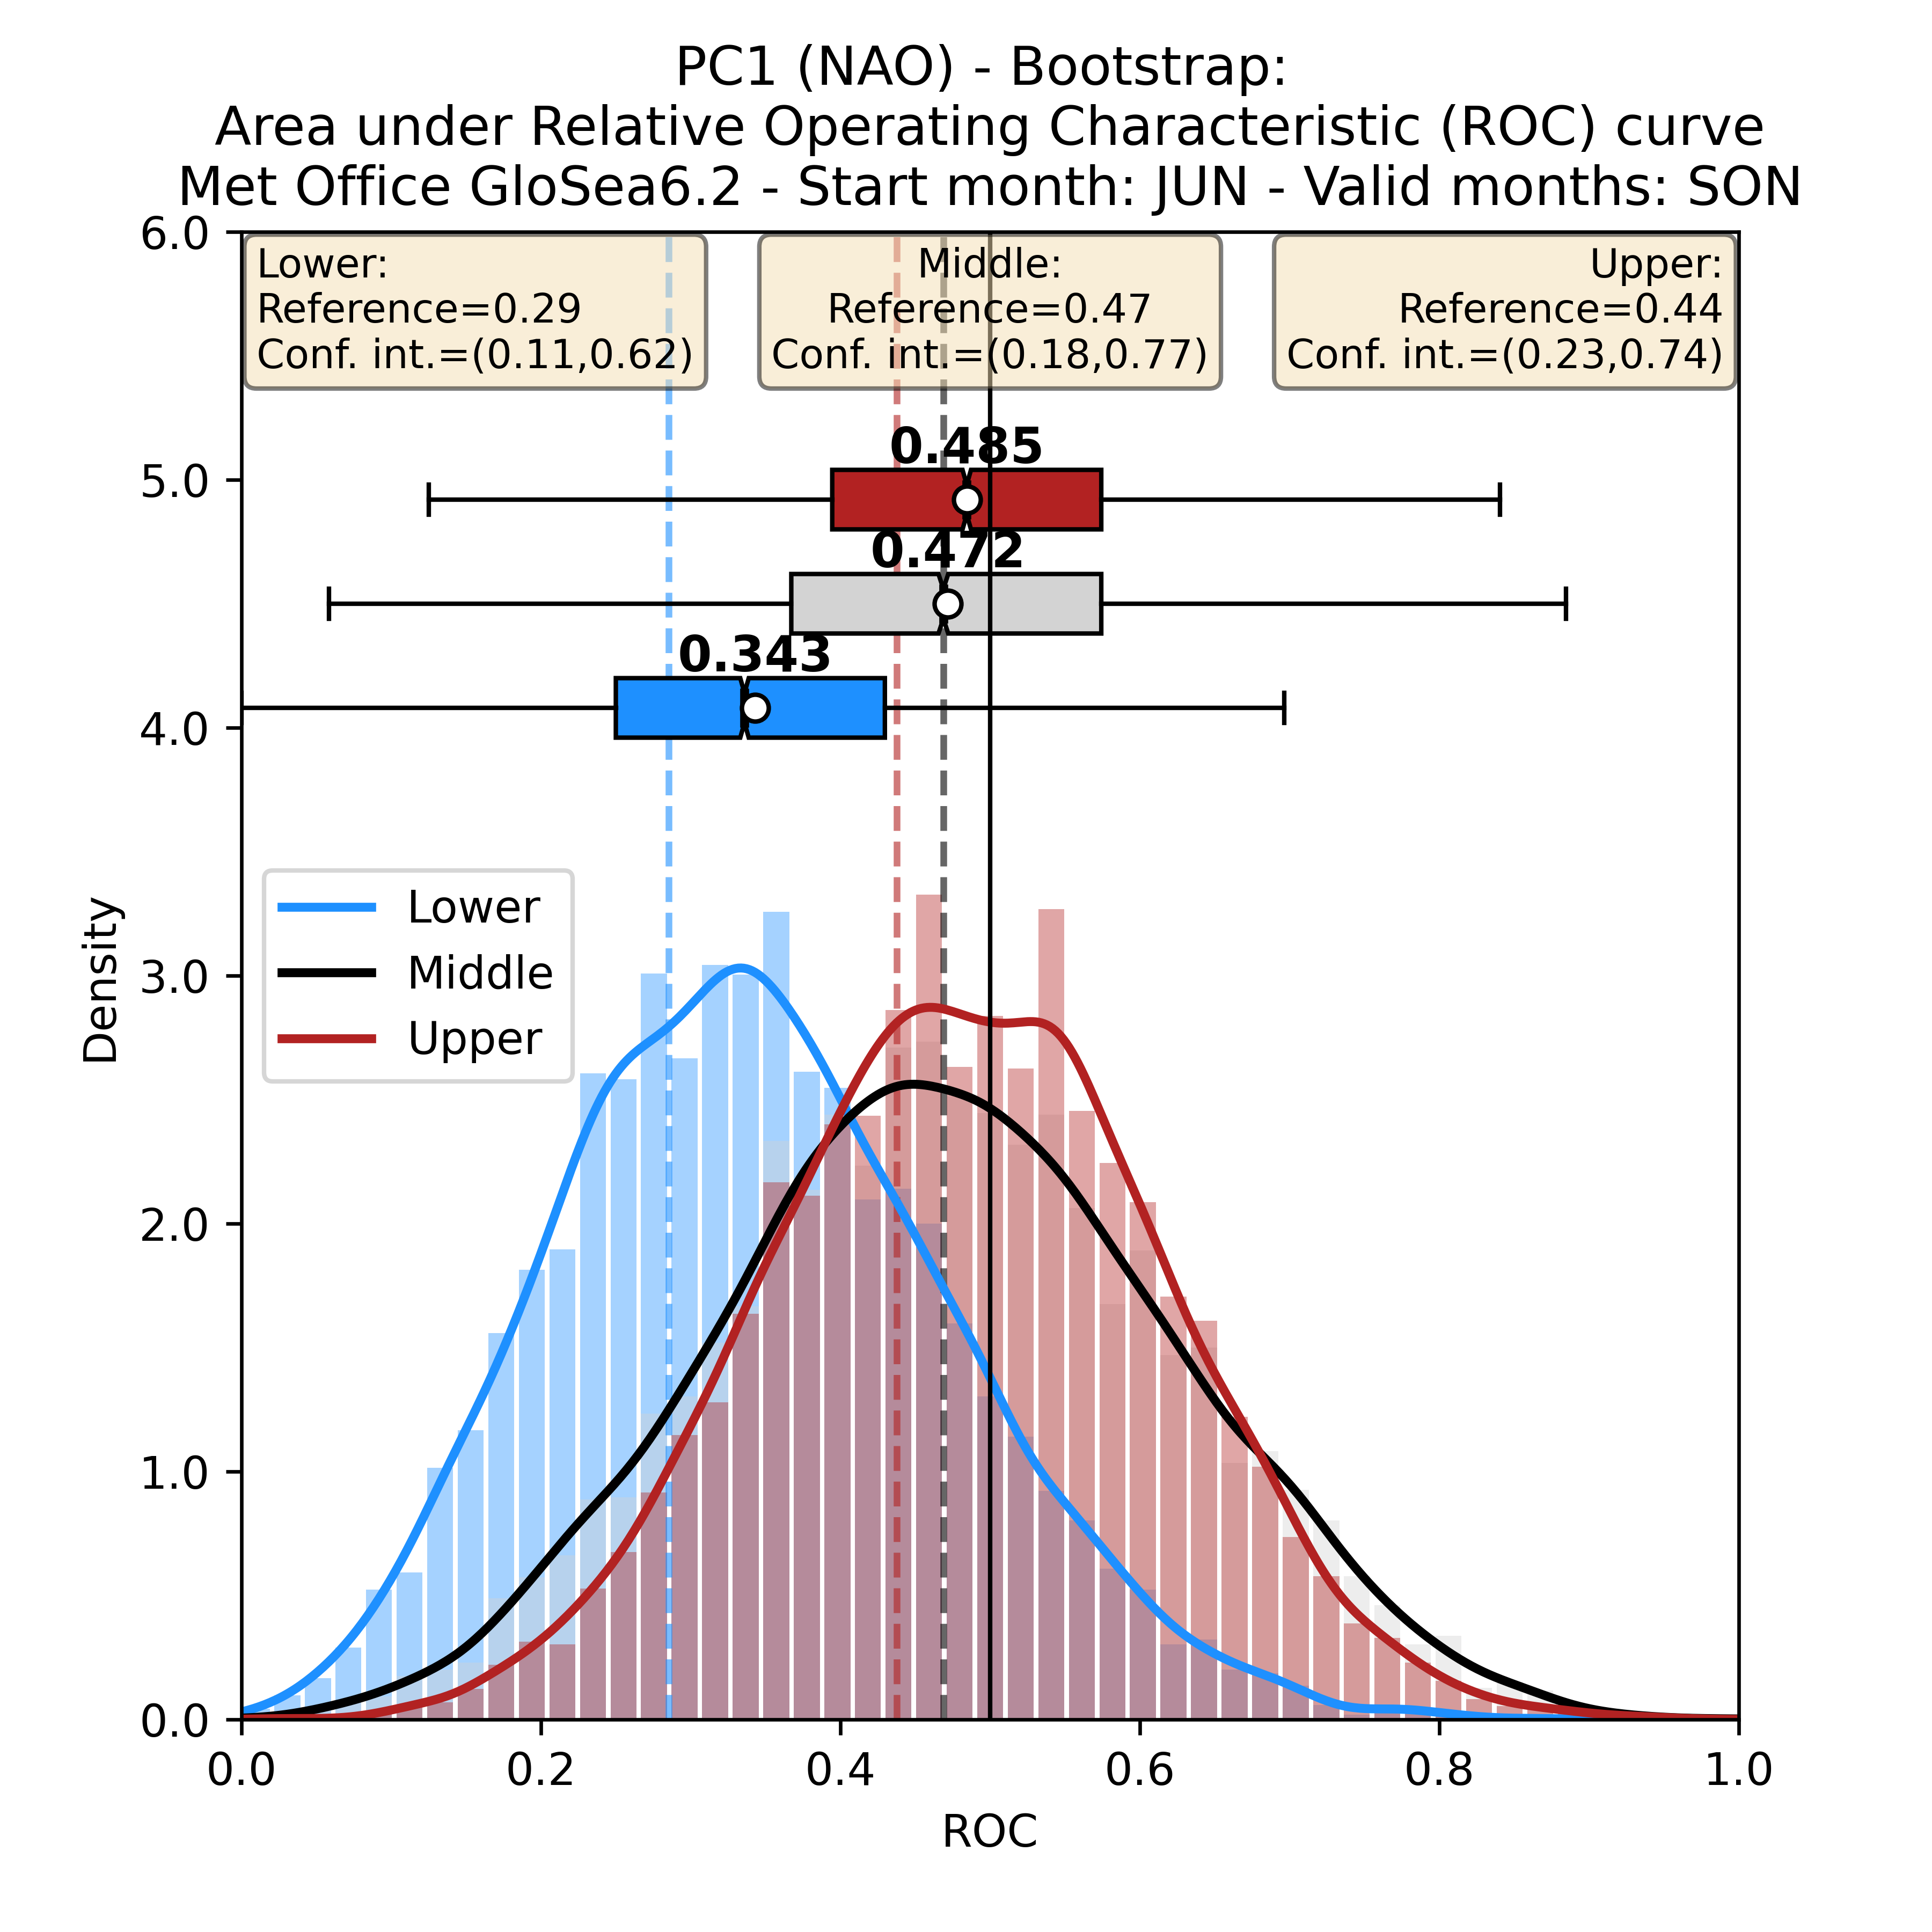 PC1 (NAO) - Bootstrap:
Area under Relative Operating Characteristic (ROC) curve
Met Office GloSea6.2 - Start month: JUN - Valid months: SON
Lower:
Reference=0.29
Conf. int.=(0.11,0.62)
Middle:
Reference=0.47
Conf. int.=(0.18,0.77)
Upper:
Reference=0.44
Conf. int.=(0.23,0.74)
0.485
0.472
0.343
Lower
Middle
Upper
Density
6.0
5.0
4.0
3.0
2.0
1.0
0.0
0.0 0.2 0.4 0.6 0.8 1.0
ROC